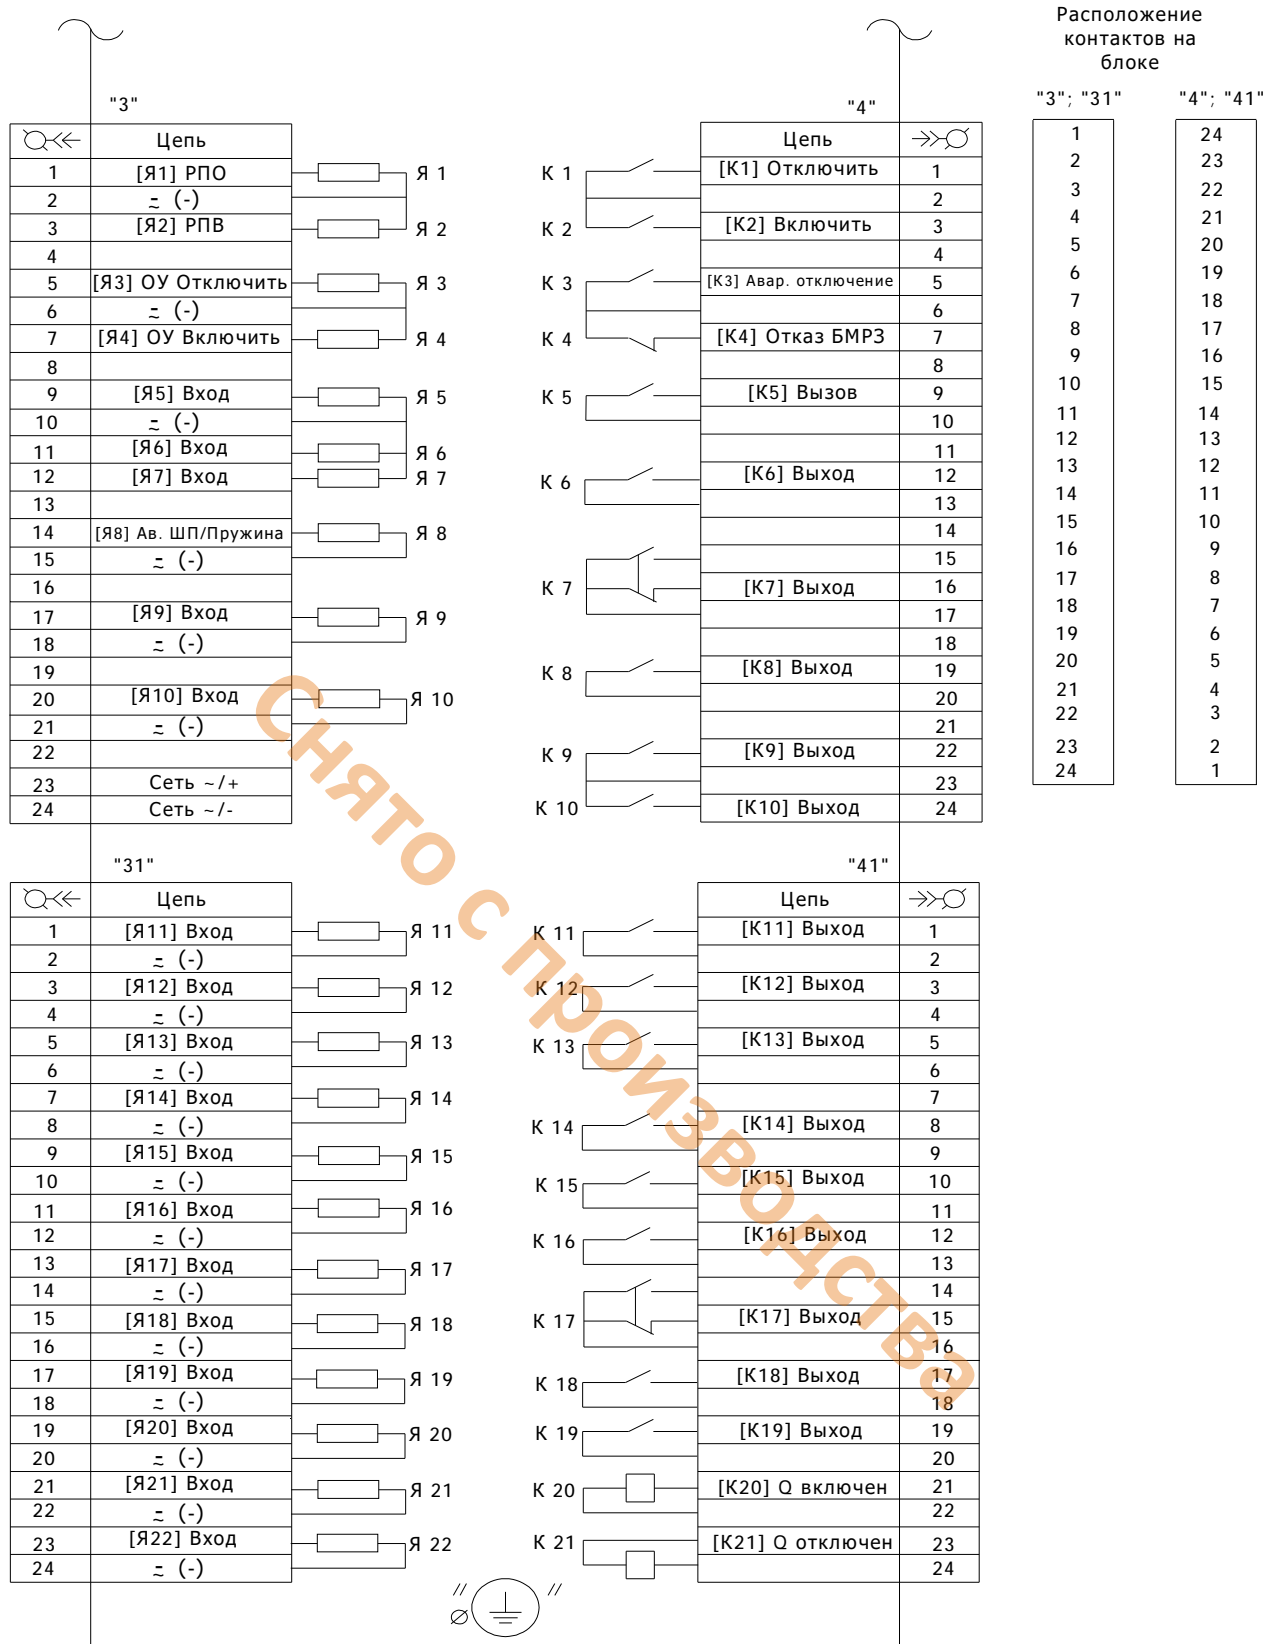 Расположение
контактов на
блоке
"3"; "31" "4"; "41"
1 24
2 23
3 22
4 21
5 20
6 19
7 18
8 17
9 16
10 15
11 14
12 13
13 12
14 11
15 10
16 9
17 8
18 7
19 6
20 5
21 4
22 3
23 2
24 1
"3"
Цепь
1 [Я1] РПО Я 1
2 ~ (-)
3 [Я2] РПВ Я 2
4
5 [Я3] ОУ Отключить Я 3
6 ~ (-)
7 [Я4] ОУ Включить Я 4
8
9 [Я5] Вход Я 5
10 ~ (-)
11 [Я6] Вход Я 6
12 [Я7] Вход Я 7
13
14 [Я8] Ав. ШП/Пружина Я 8
15 ~ (-)
16
17 [Я9] Вход Я 9
18 ~ (-)
19
20 [Я10] Вход Я 10
21 ~ (-)
22
23 Сеть ~/+
24 Сеть ~/-
"4"
Цепь
К 1 [К1] Отключить 1
2
К 2 [К2] Включить 3
4
К 3 [К3] Авар. отключение 5
6
К 4 [К4] Отказ БМРЗ 7
8
К 5 [К5] Вызов 9
10
11
К 6 [К6] Выход 12
13
14
15
К 7 [К7] Выход 16
17
18
К 8 [К8] Выход 19
20
21
К 9 [К9] Выход 22
23
К 10 [К10] Выход 24
"31"
Цепь
1 [Я11] Вход Я 11
2 ~ (-)
3 [Я12] Вход Я 12
4 ~ (-)
5 [Я13] Вход Я 13
6 ~ (-)
7 [Я14] Вход Я 14
8 ~ (-)
9 [Я15] Вход Я 15
10 ~ (-)
11 [Я16] Вход Я 16
12 ~ (-)
13 [Я17] Вход Я 17
14 ~ (-)
15 [Я18] Вход Я 18
16 ~ (-)
17 [Я19] Вход Я 19
18 ~ (-)
19 [Я20] Вход Я 20
20 ~ (-)
21 [Я21] Вход Я 21
22 ~ (-)
23 [Я22] Вход Я 22
24 ~ (-)
"41"
Цепь
К 11 [К11] Выход 1
2
К 12 [К12] Выход 3
4
К 13 [К13] Выход 5
6
7
К 14 [К14] Выход 8
9
К 15 [К15] Выход 10
11
К 16 [К16] Выход 12
13
14
К 17 [К17] Выход 15
16
К 18 [К18] Выход 17
18
К 19 [К19] Выход 19
20
К 20 [К20] Q включен 21
22
К 21 [К21] Q отключен 23
24
Снято с производства